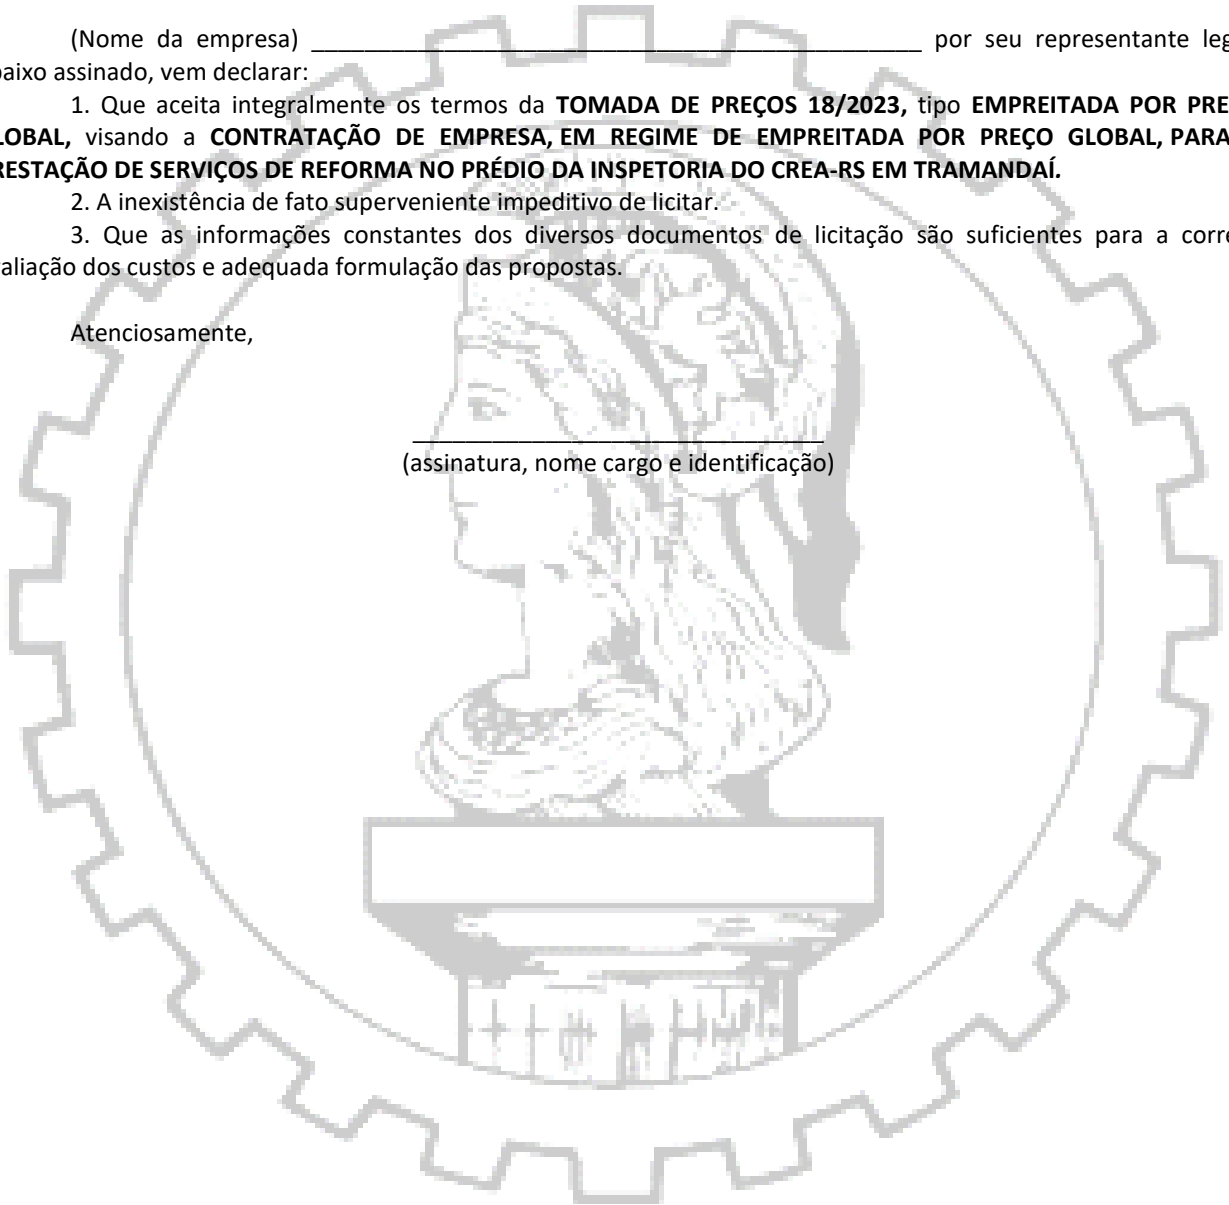 (Nome da empresa) ______________________________________________ por seu representante leg
baixo assinado, vem declarar:
1. Que aceita integralmente os termos da TOMADA DE PREÇOS 18/2023, tipo EMPREITADA POR PRE
LOBAL, visando a CONTRATAÇÃO DE EMPRESA, EM REGIME DE EMPREITADA POR PREÇO GLOBAL, PARA
RESTAÇÃO DE SERVIÇOS DE REFORMA NO PRÉDIO DA INSPETORIA DO CREA-RS EM TRAMANDAÍ.
2. A inexistência de fato superveniente impeditivo de licitar.
3. Que as informações constantes dos diversos documentos de licitação são suficientes para a corre
aliação dos custos e adequada formulação das propostas.
Atenciosamente,
_______________________________
(assinatura, nome cargo e identificação)